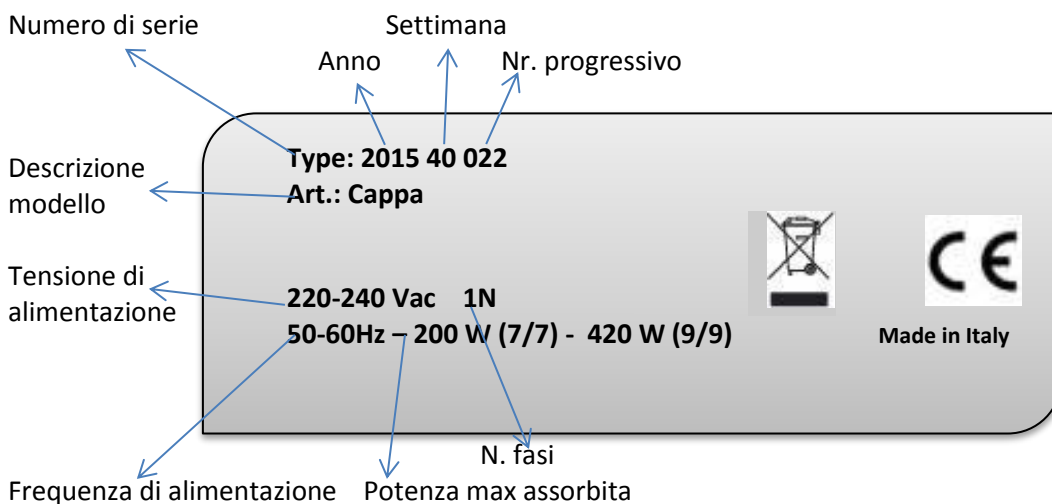 Numero di serie
Settimana
Anno
Nr. progressivo
Type: 2015 40 022
Descrizione
modello
Art.: Cappa
Tensione di
alimentazione
220-240 Vac 1N
50-60Hz – 200 W (7/7) - 420 W (9/9)
CE
Made in Italy
N. fasi
Frequenza di alimentazione
Potenza max assorbita